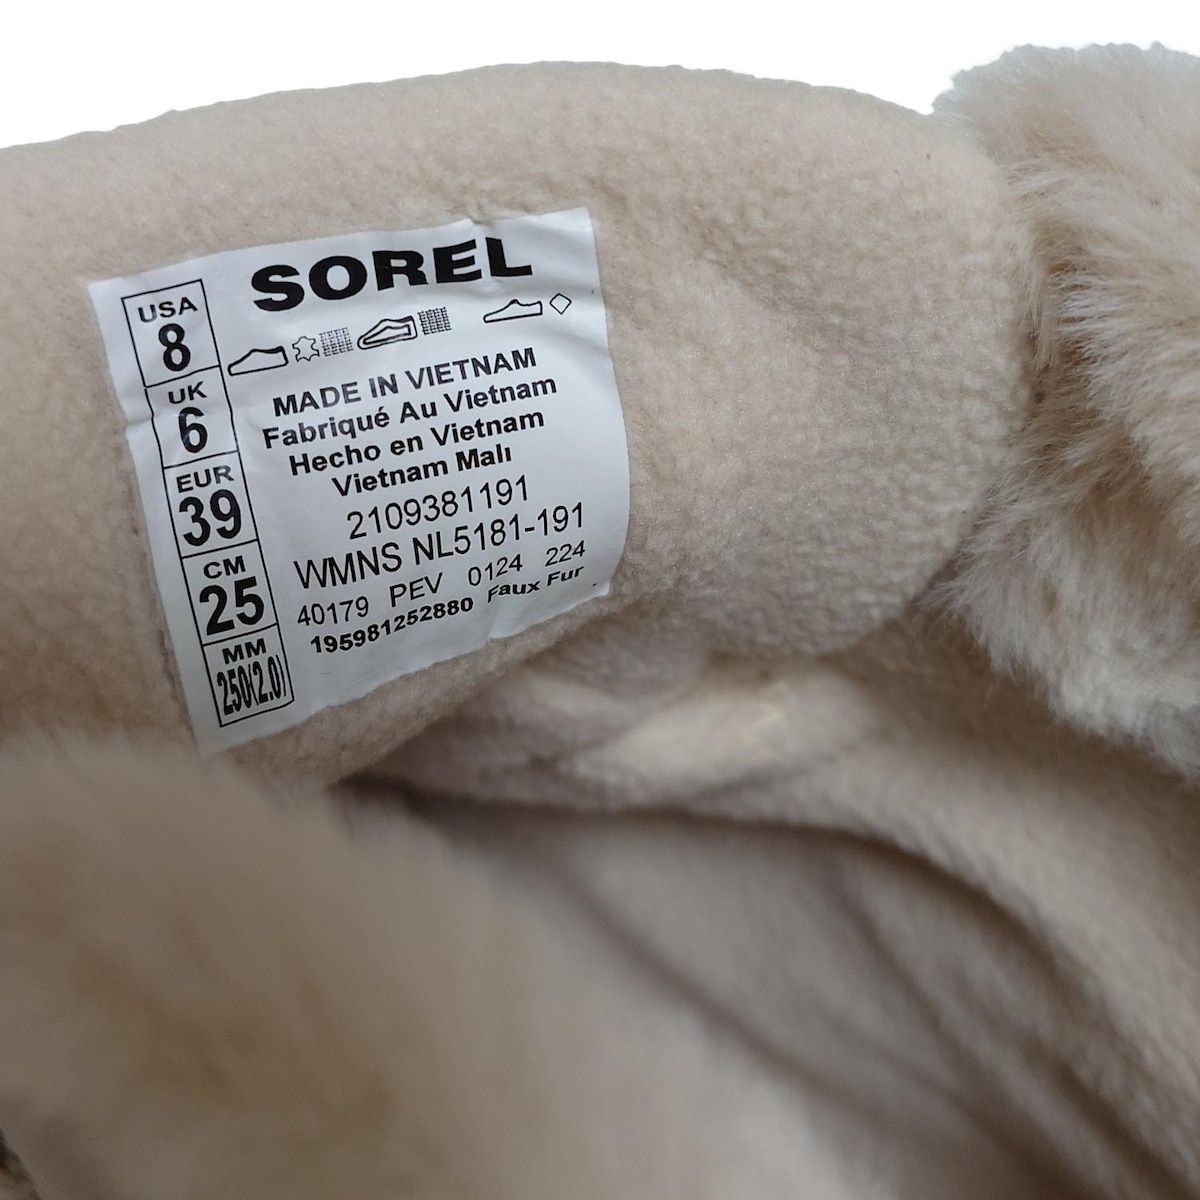 SOREL
USA
8
UK
6
EUR
39
CM
25
MM
250(2.0)
MADE IN VIETNAM
Fabriqué Au Vietnam
Hecho en Vietnam
Vietnam Malı
2109381191
WMNS NL5181-191
40179 PEV 0124 224
195981252880 Faux Fur